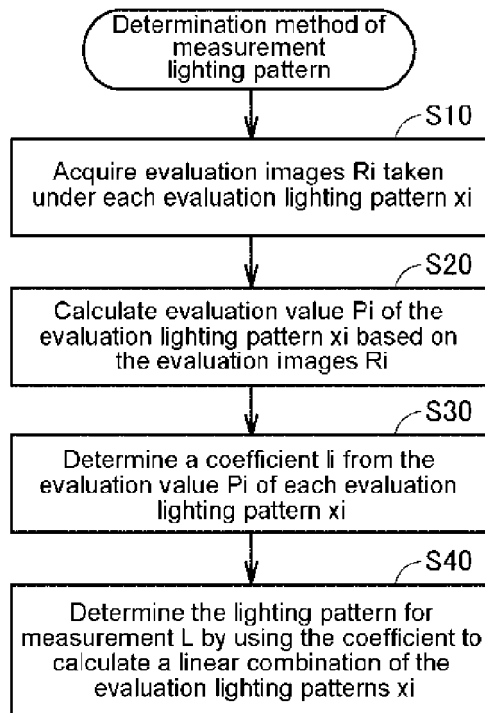 Determination method of
measurement
lighting pattern
S10
Acquire evaluation images Ri taken
under each evaluation lighting pattern xi
S20
Calculate evaluation value Pi of the
evaluation lighting pattern xi based on
the evaluation images Ri
S30
Determine a coefficient li from the
evaluation value Pi of each evaluation
lighting pattern xi
S40
Determine the lighting pattern for
measurement L by using the coefficient to
calculate a linear combination of the
evaluation lighting patterns xi